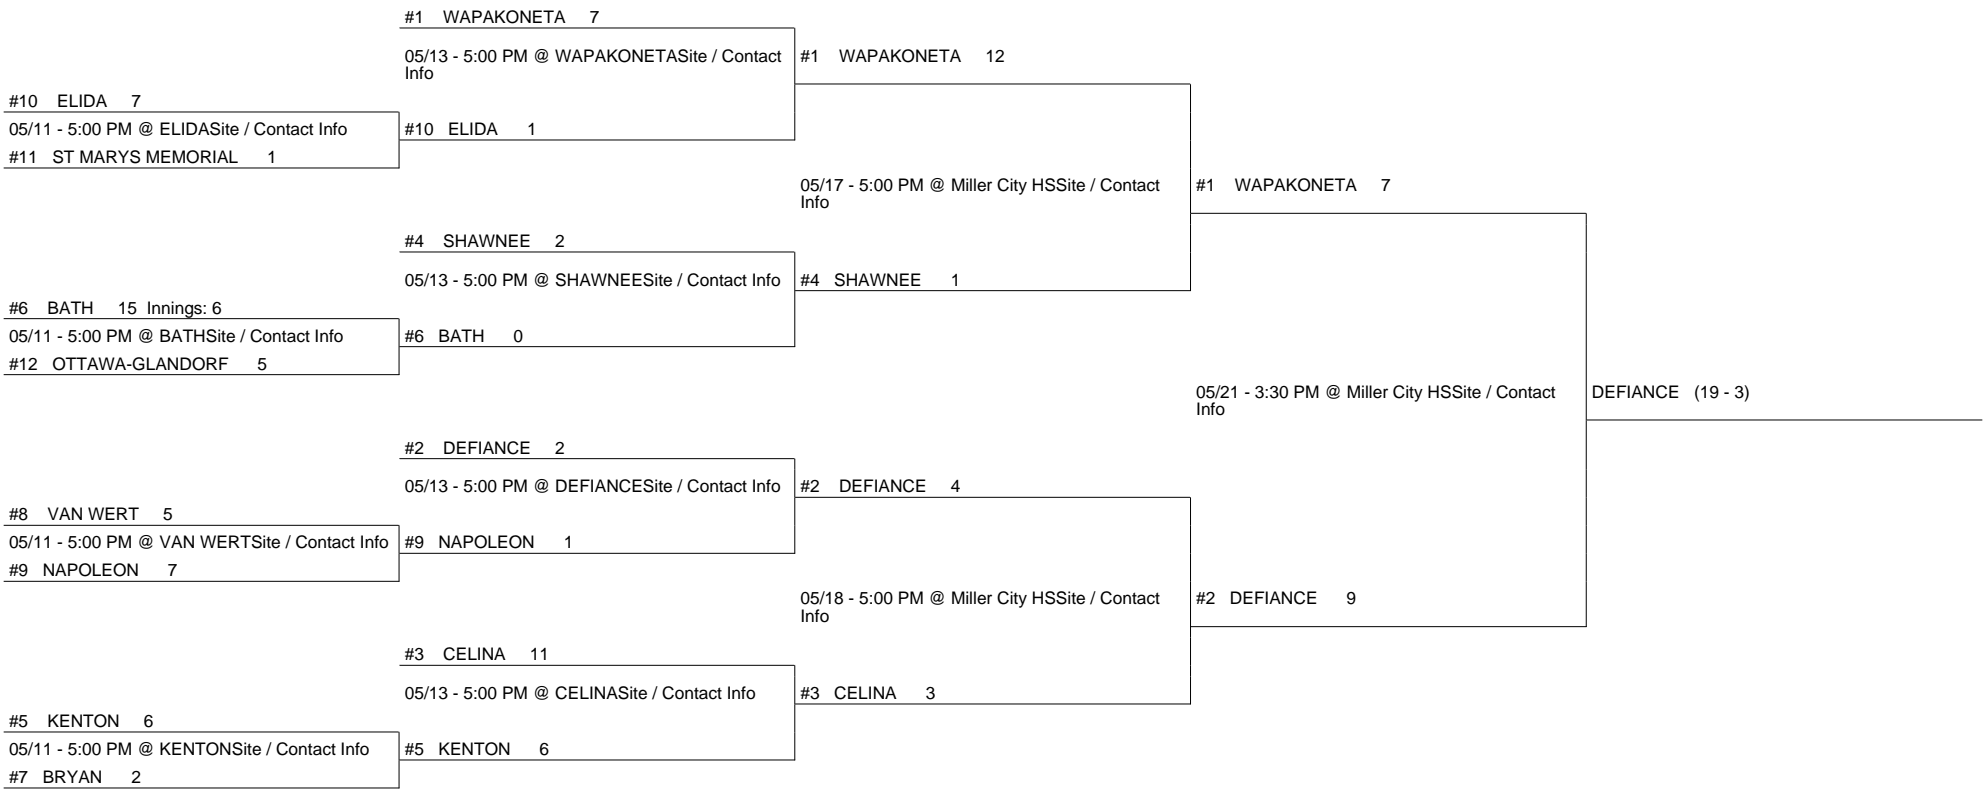 #1 WAPAKONETA 7
05/13 - 5:00 PM @ WAPAKONETASite / Contact
Info
#1 WAPAKONETA 12
#10 ELIDA 7
05/11 - 5:00 PM @ ELIDASite / Contact Info
#10 ELIDA 1
#11 ST MARYS MEMORIAL 1
05/17 - 5:00 PM @ Miller City HSSite / Contact
Info
#1 WAPAKONETA 7
#4 SHAWNEE 2
05/13 - 5:00 PM @ SHAWNEESite / Contact Info
#4 SHAWNEE 1
#6 BATH 15 Innings: 6
05/11 - 5:00 PM @ BATHSite / Contact Info
#6 BATH 0
#12 OTTAWA-GLANDORF 5
05/21 - 3:30 PM @ Miller City HSSite / Contact
Info
DEFIANCE (19 - 3)
#2 DEFIANCE 2
05/13 - 5:00 PM @ DEFIANCESite / Contact Info
#2 DEFIANCE 4
#8 VAN WERT 5
05/11 - 5:00 PM @ VAN WERTSite / Contact Info
#9 NAPOLEON 1
#9 NAPOLEON 7
05/18 - 5:00 PM @ Miller City HSSite / Contact
Info
#2 DEFIANCE 9
#3 CELINA 11
05/13 - 5:00 PM @ CELINASite / Contact Info
#3 CELINA 3
#5 KENTON 6
05/11 - 5:00 PM @ KENTONSite / Contact Info
#5 KENTON 6
#7 BRYAN 2